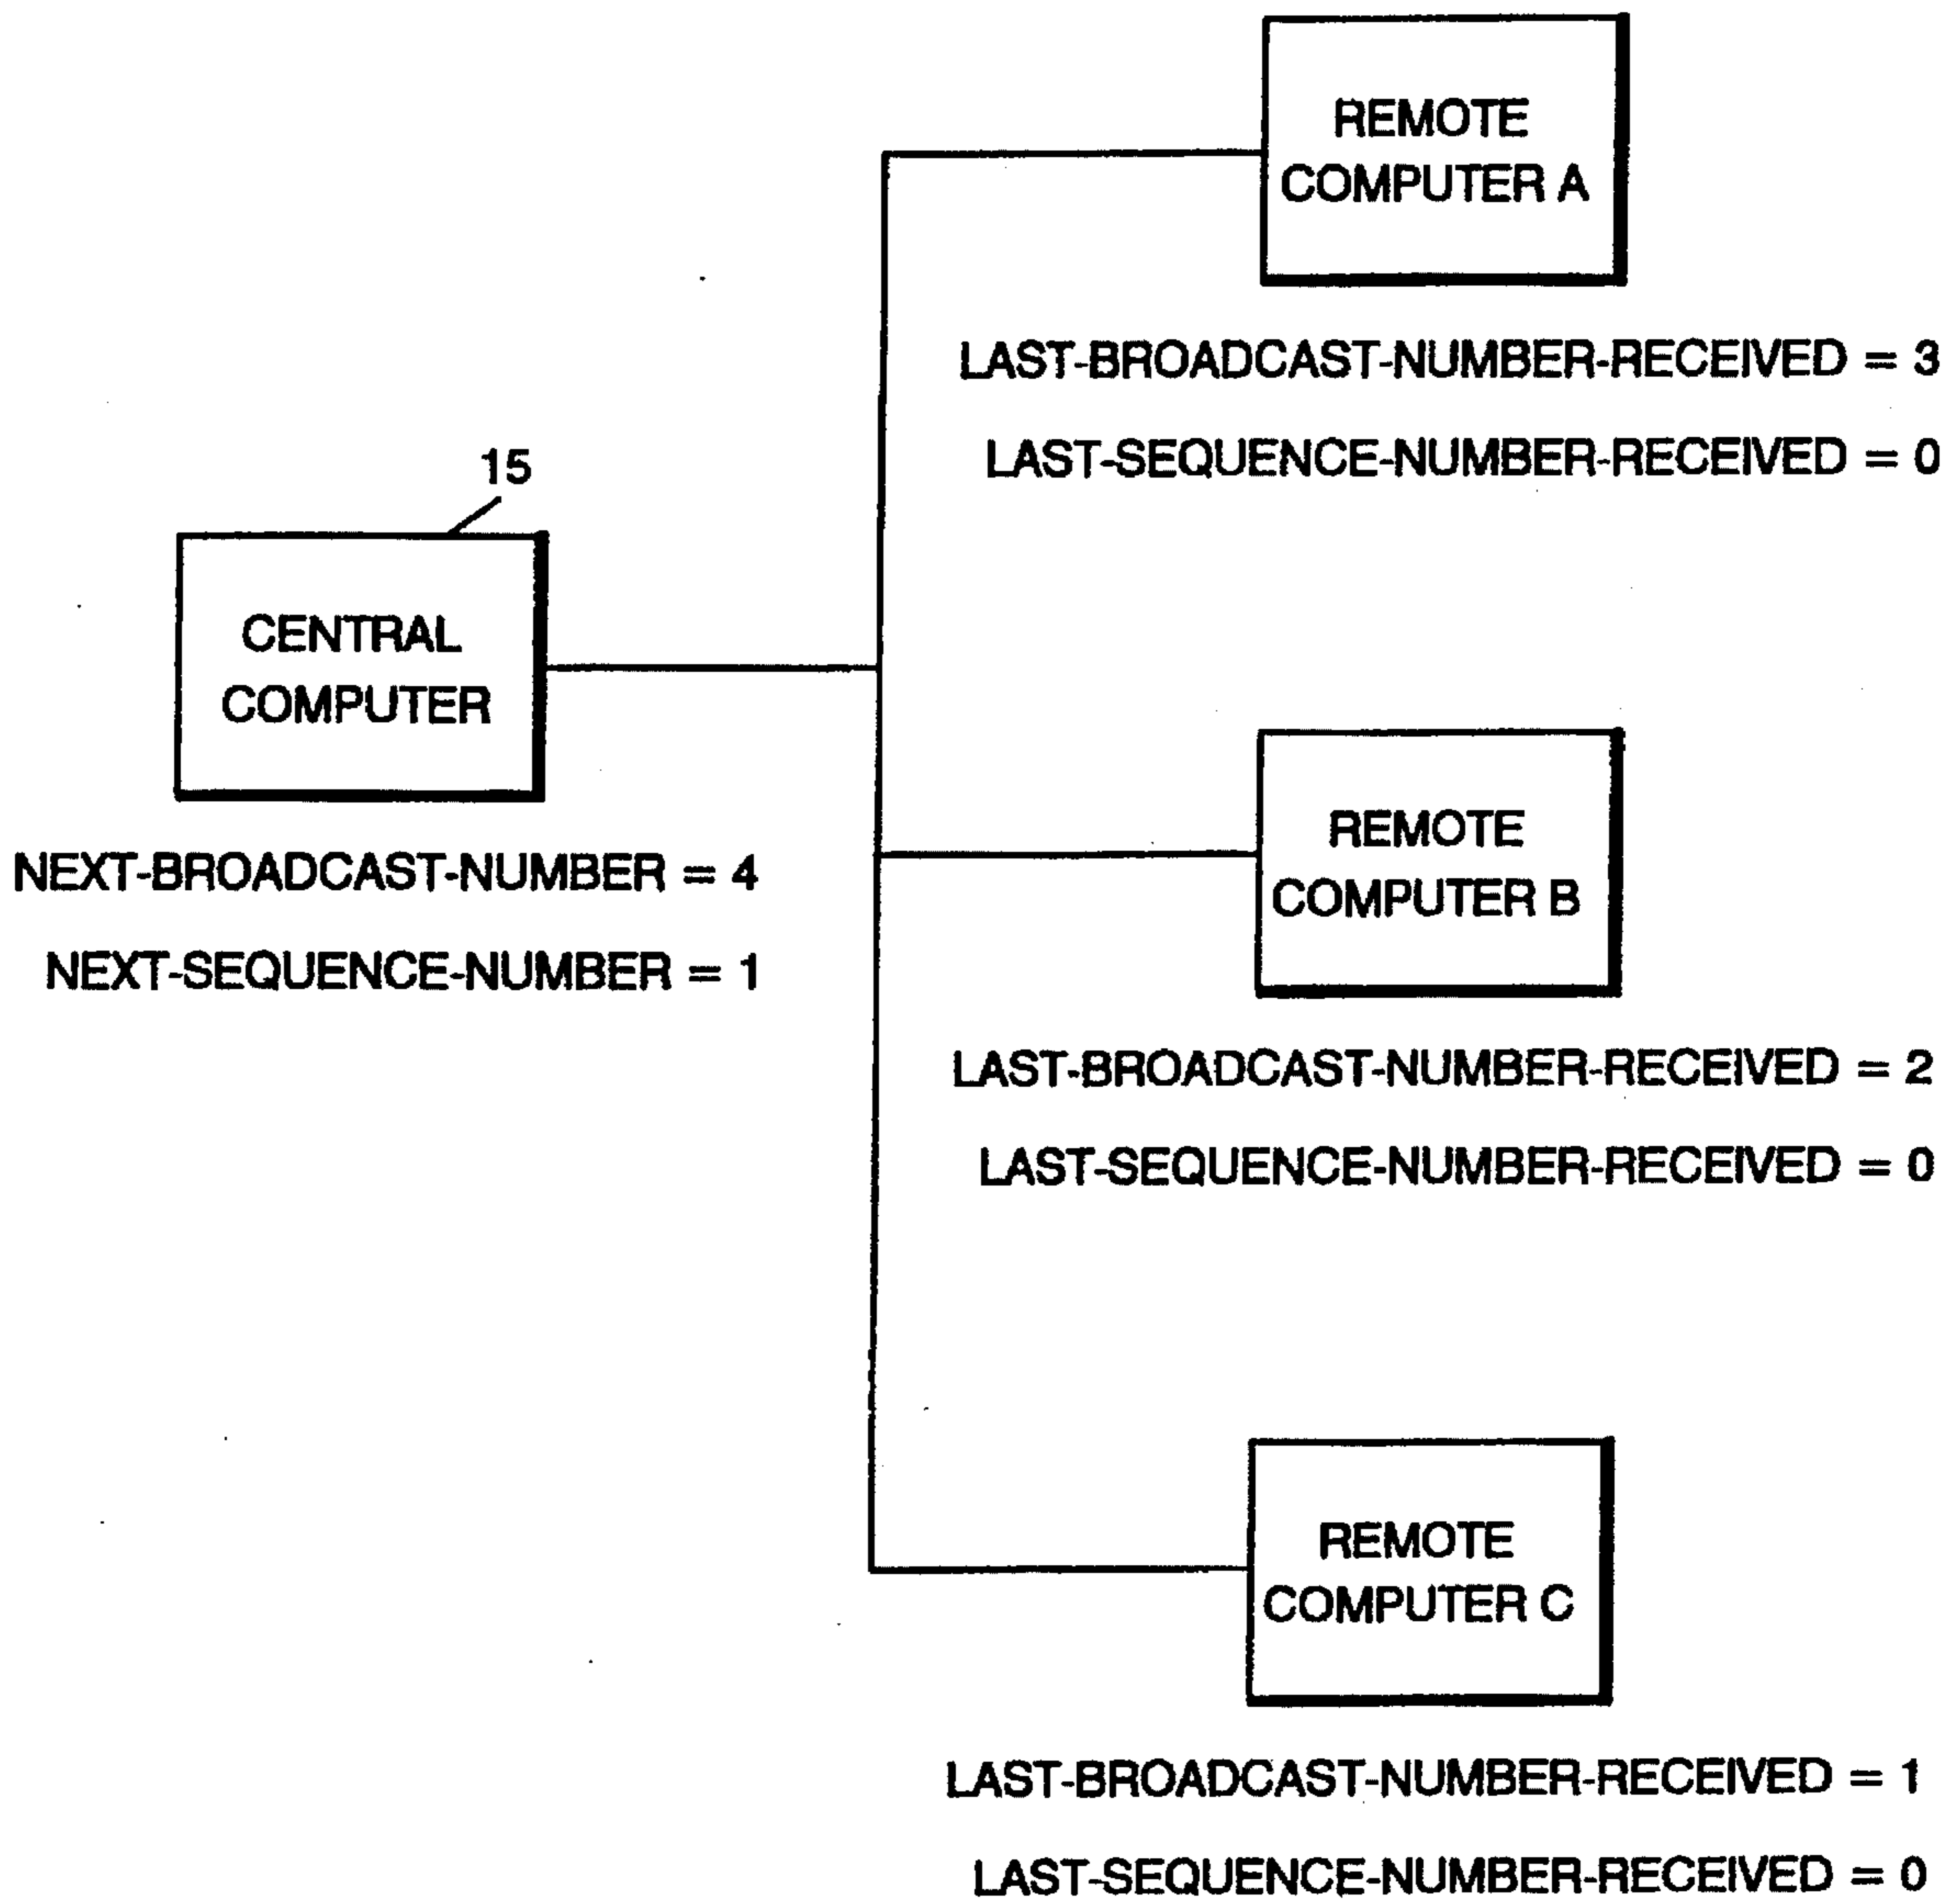 REMOTE
COMPUTER A
LAST-BROADCAST-NUMBER-RECEIVED = 3
LAST-SEQUENCE-NUMBER-RECEIVED = 0
15
CENTRAL
COMPUTER
NEXT-BROADCAST-NUMBER = 4
NEXT-SEQUENCE-NUMBER = 1
REMOTE
COMPUTER B
LAST-BROADCAST-NUMBER-RECEIVED = 2
LAST-SEQUENCE-NUMBER-RECEIVED = 0
REMOTE
COMPUTER C
LAST-BROADCAST-NUMBER-RECEIVED = 1
LAST-SEQUENCE-NUMBER-RECEIVED = 0